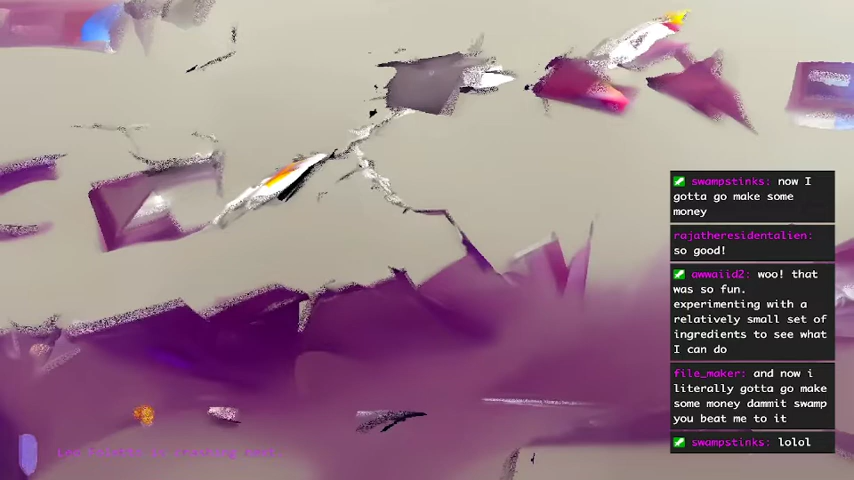 swampstinks: now I
gotta go make some
money
rajatheresidentalien:
so good!
awwaiid2: woo! that
was so fun.
experimenting with a
relatively small set of
ingredients to see what
I can do
file_maker: and now i
literally gotta go make
some money dammit swamp
you beat me to it
swampstinks: lolol